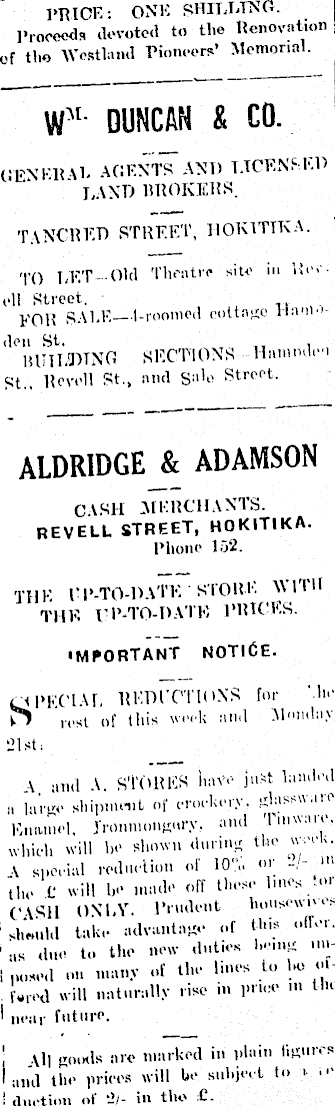 PRICE: ONE SHILLING.
Proceeds devoted to the Renovation
of the Westland Pioneers' Memorial.
WM. DUNCAN & CO.
GENERAL AGENTS AND LICENSED
LAND BROKERS.
TANCRED STREET, HOKITIKA.
TO LET—Old Theatre site in Rev-
ell Street.
FOR SALE—4-roomed cottage Hamp-
den St.
BUILDING SECTIONS—Hampden
St., Revell St., and Sale Street.
ALDRIDGE & ADAMSON
CASH MERCHANTS.
REVELL STREET, HOKITIKA.
Phone 152.
THE UP-TO-DATE STORE WITH
THE UP-TO-DATE PRICES.
IMPORTANT NOTICE.
SPECIAL REDUCTIONS for the
rest of this week and Monday
21st.
A. and A. STORES have just landed
a large shipment of crockery, glassware
Enamel, Ironmongury, and Tinware,
which will be shown during the week.
A special reduction of 10% or 2/- in
the £ will be made off these lines for
CASH ONLY. Prudent housewives
should take advantage of this offer,
as due to the new duties being im-
posed on many of the lines to be of-
fered will naturally rise in price in the
near future.
All goods are marked in plain figures
and the prices will be subject to a re
duction of 2/- in the £.